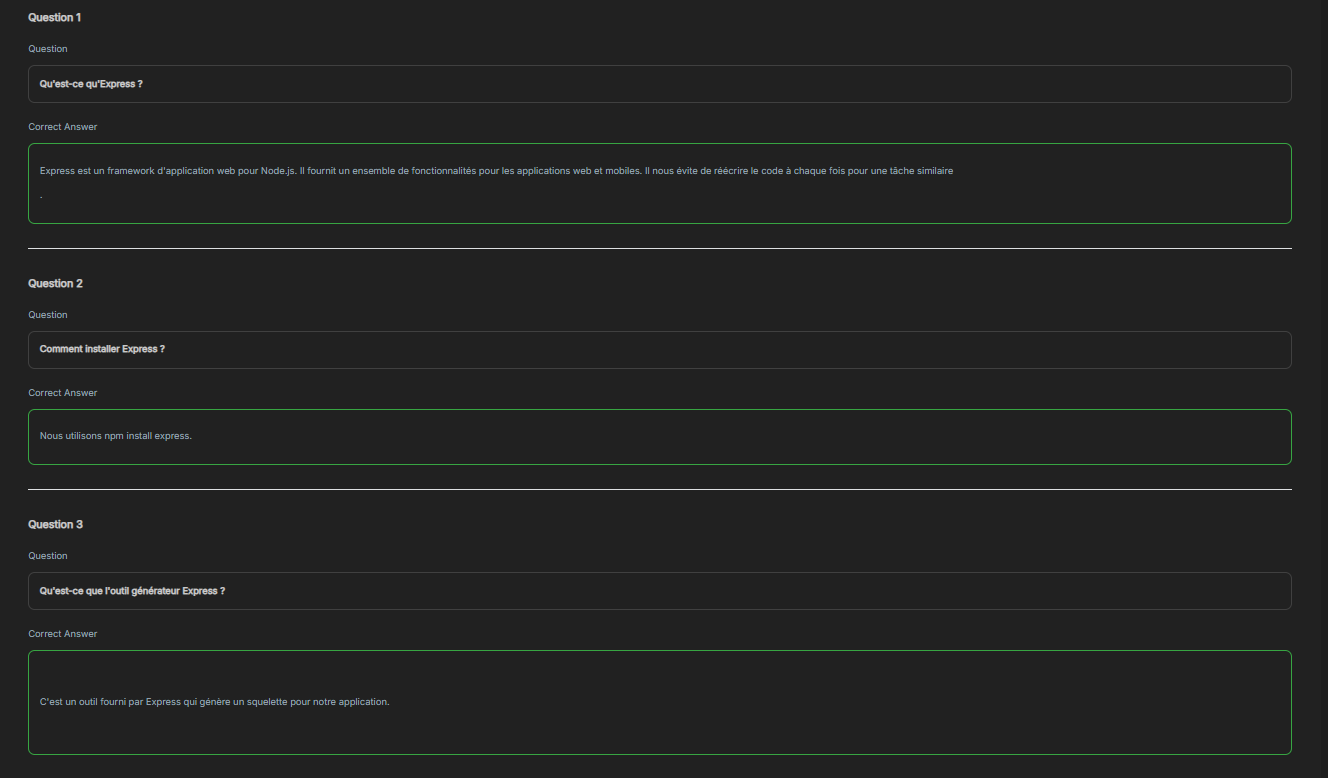 Question 1
Question
Qu'est-ce qu'Express ?
Correct Answer
Express est un framework d'application web pour Node.js. Il fournit un ensemble de fonctionnalités pour les applications web et mobiles. Il nous évite de réécrire le code à chaque fois pour une tâche similaire
.
Question 2
Question
Comment installer Express ?
Correct Answer
Nous utilisons npm install express.
Question 3
Question
Qu'est-ce que l'outil générateur Express ?
Correct Answer
C'est un outil fourni par Express qui génère un squelette pour notre application.